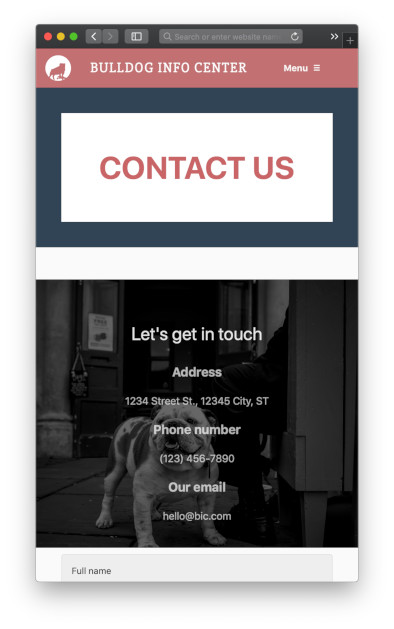 Search or enter website nam
BULLDOG INFO CENTER
Menu
CONTACT US
Let's get in touch
Address
1234 Street St., 12345 City, ST
Phone number
(123) 456-7890
Our email
hello@bic.com
Full name